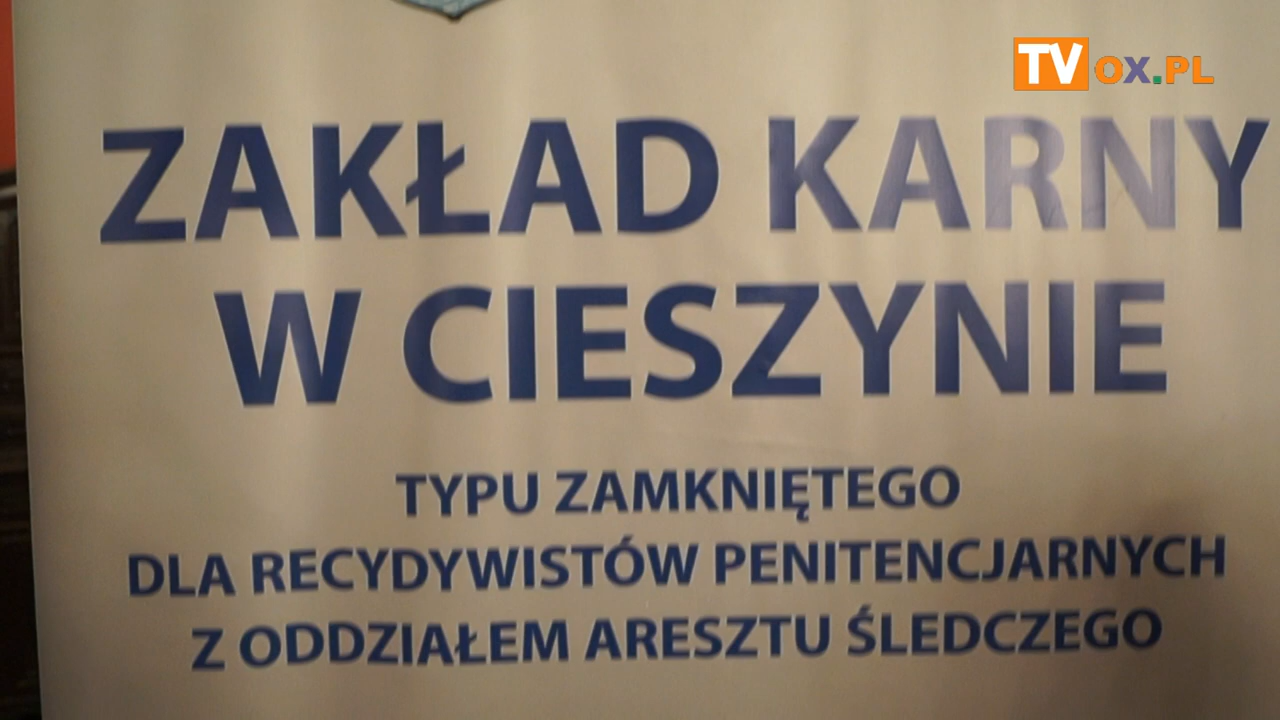 TVOX.PL
ZAKŁAD KARNY
W CIESZYNIE
TYPU ZAMKNIĘTEGO
DLA RECYDYWISTÓW PENITENCJARNYCH
Z ODDZIAŁEM ARESZTU ŚLEDCZEGO